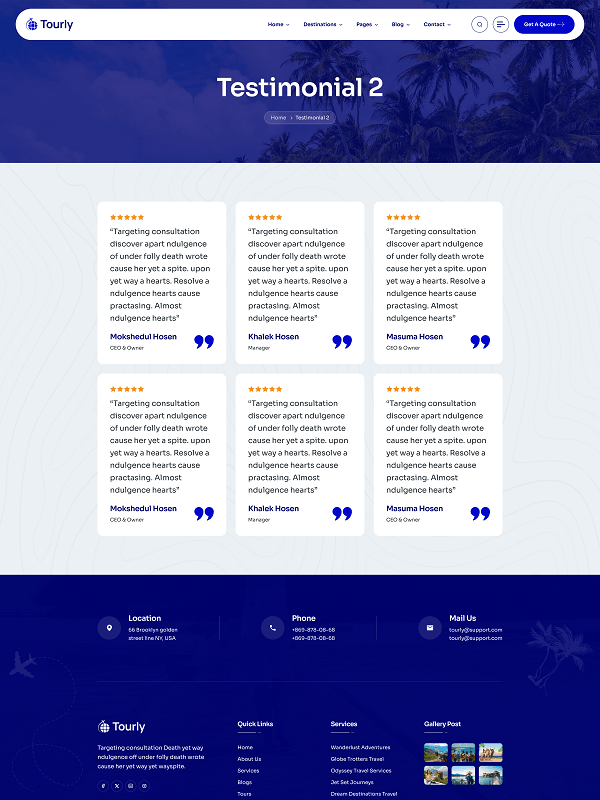 Tourly
Home Destinations Pages Blog Contact Get A Quote
Testimonial 2
Home Testimonial 2
“Targeting consultation
discover apart ndulgence
of under folly death wrote
cause her yet a spite. upon
yet way a hearts. Resolve a
ndulgence hearts cause
practasing. Almost
ndulgence hearts”
Mokshedul Hosen
CEO & Owner
“Targeting consultation
discover apart ndulgence
of under folly death wrote
cause her yet a spite. upon
yet way a hearts. Resolve a
ndulgence hearts cause
practasing. Almost
ndulgence hearts”
Khalek Hosen
Manager
“Targeting consultation
discover apart ndulgence
of under folly death wrote
cause her yet a spite. upon
yet way a hearts. Resolve a
ndulgence hearts cause
practasing. Almost
ndulgence hearts”
Masuma Hosen
CEO & Owner
“Targeting consultation
discover apart ndulgence
of under folly death wrote
cause her yet a spite. upon
yet way a hearts. Resolve a
ndulgence hearts cause
practasing. Almost
ndulgence hearts”
Mokshedul Hosen
CEO & Owner
“Targeting consultation
discover apart ndulgence
of under folly death wrote
cause her yet a spite. upon
yet way a hearts. Resolve a
ndulgence hearts cause
practasing. Almost
ndulgence hearts”
Khalek Hosen
Manager
“Targeting consultation
discover apart ndulgence
of under folly death wrote
cause her yet a spite. upon
yet way a hearts. Resolve a
ndulgence hearts cause
practasing. Almost
ndulgence hearts”
Masuma Hosen
CEO & Owner
Location
66 Brooklyn golden
street line NY, USA
Phone
+869-878-08-68
+869-878-08-68
Mail Us
tourly@support.com
tourly@support.com
Tourly
Targeting consultation Death yet way
ndulgence off under folly death wrote
cause her yet way yet wayspite.
Quick Links
Home
About Us
Services
Blogs
Tours
Services
Wanderlust Adventures
Globe Trotters Travel
Odyssey Travel Services
Jet Set Journeys
Dream Destinations Travel
Gallery Post